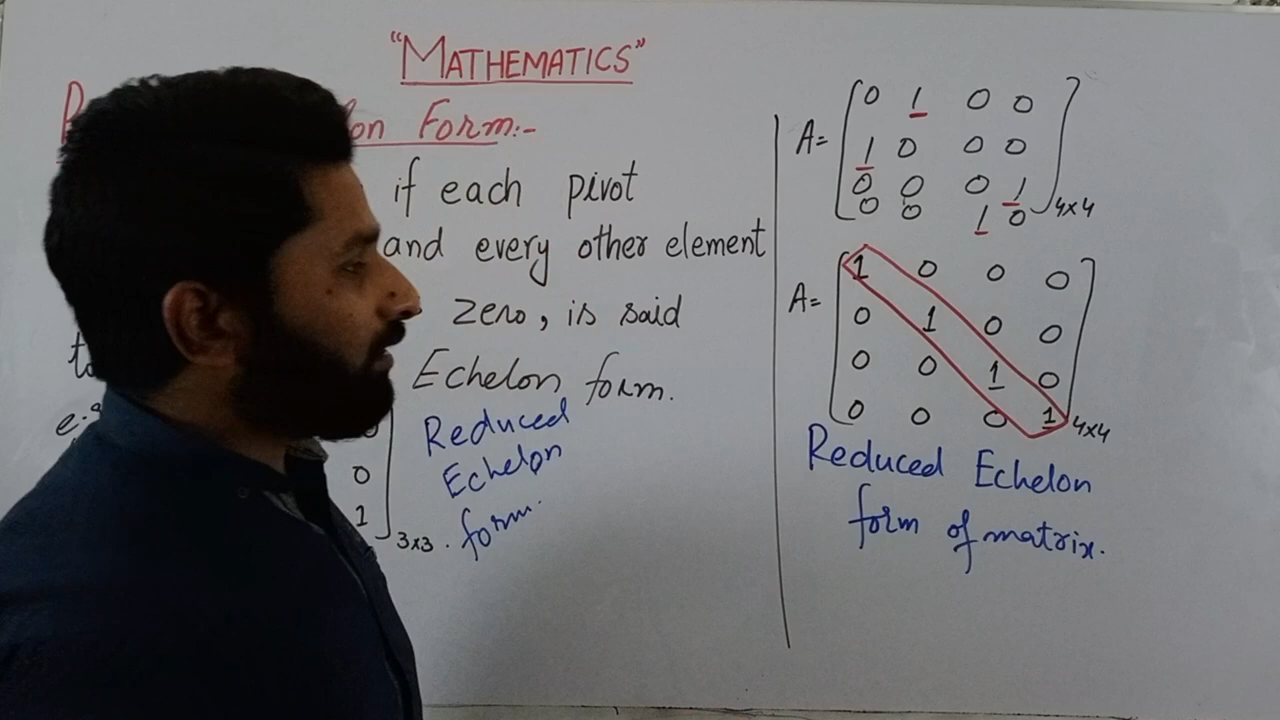 “MATHEMATICS”
Form:-
if each pivot
and every other element
zero, is said
to
Echelon form.
e.g
0
1
3x3.
Reduced
Echelon
form.
A= 0 1 0 0
1 0 0 0
0 0 0 1
0 0 1 0 4x4
A= 1 0 0 0
0 1 0 0
0 0 1 0
0 0 0 1 4x4
Reduced Echelon
form of matrix.